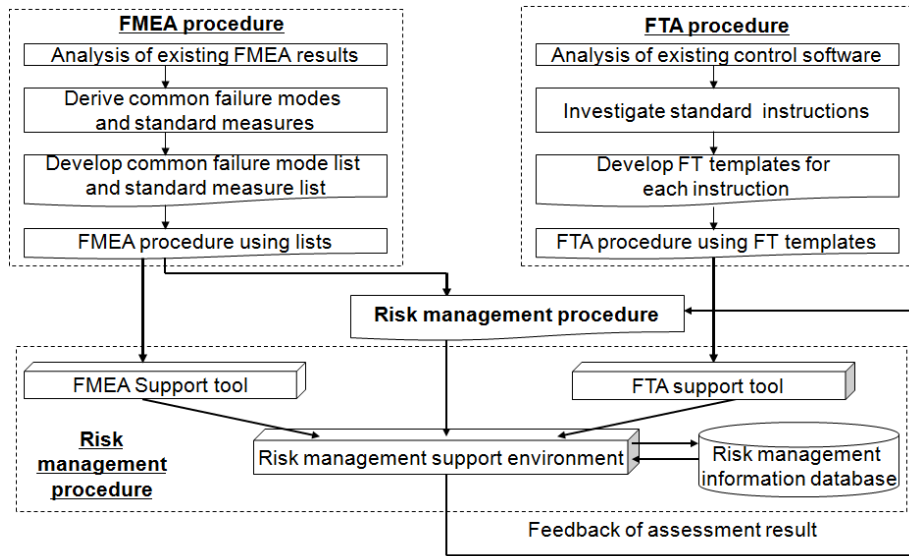 FMEA procedure
Analysis of existing FMEA results
Derive common failure modes
and standard measures
Develop common failure mode list
and standard measure list
FMEA procedure using lists
FTA procedure
Analysis of existing control software
Investigate standard instructions
Develop FT templates for
each instruction
FTA procedure using FT templates
Risk management procedure
FMEA Support tool
FTA support tool
Risk
management
procedure
Risk management support environment
Risk management
information database
Feedback of assessment result